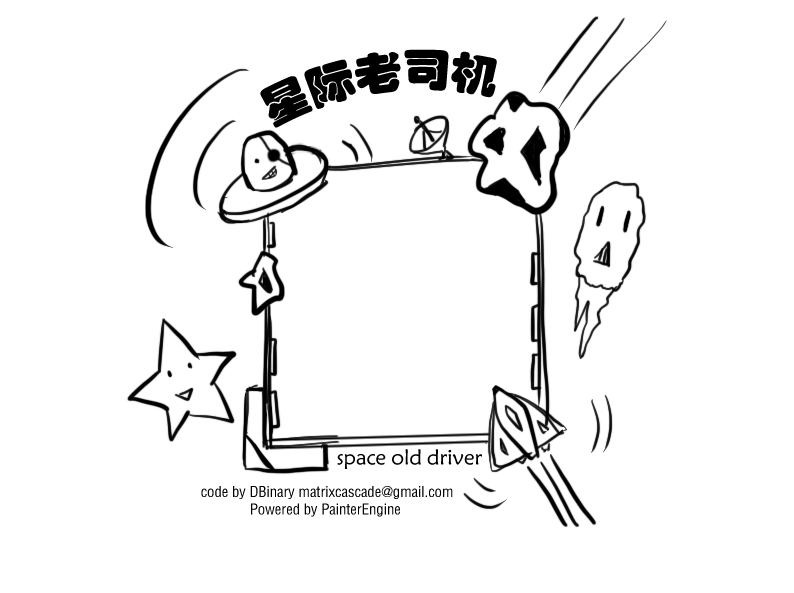 星际老司机
space old driver
code by DBinary matrixcascade@gmail.com
Powered by PainterEngine